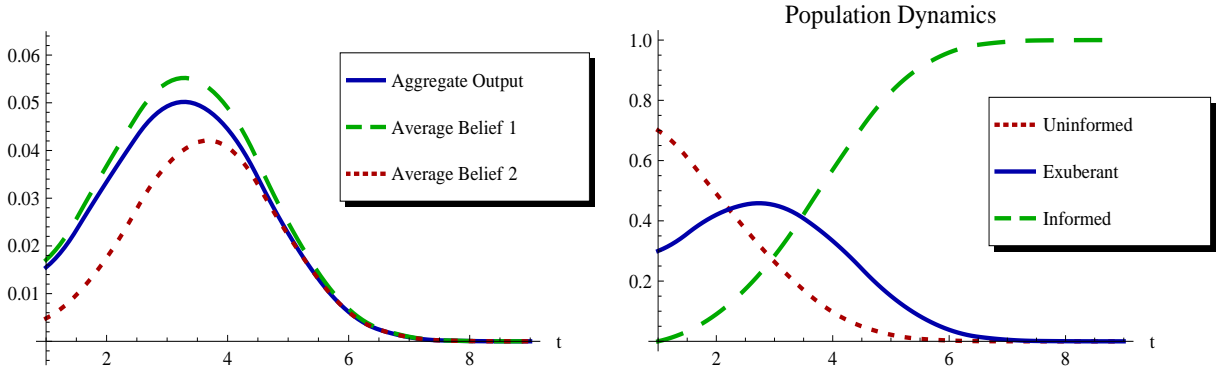 0.06
0.05
0.04
0.03
0.02
0.01
2
4
6
8
t
Aggregate Output
Average Belief 1
Average Belief 2
Population Dynamics
1.0
0.8
0.6
0.4
0.2
2
4
6
8
t
Uninformed
Exuberant
Informed